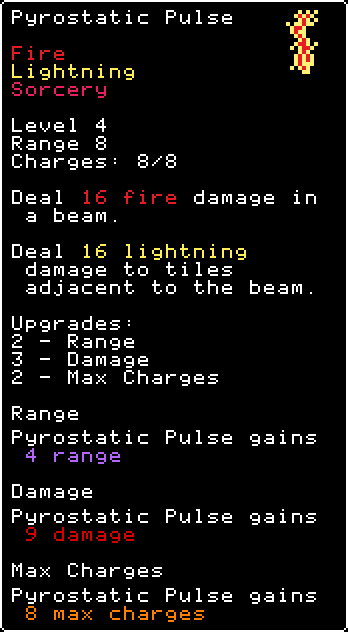 Pyrostatic Pulse
Fire
Lightning
Sorcery
Level 4
Range 8
Charges: 8/8
Deal 16 fire damage in
a beam.
Deal 16 lightning
damage to tiles
adjacent to the beam.
Upgrades:
2 - Range
3 - Damage
2 - Max Charges
Range
Pyrostatic Pulse gains
4 range
Damage
Pyrostatic Pulse gains
9 damage
Max Charges
Pyrostatic Pulse gains
8 max charges